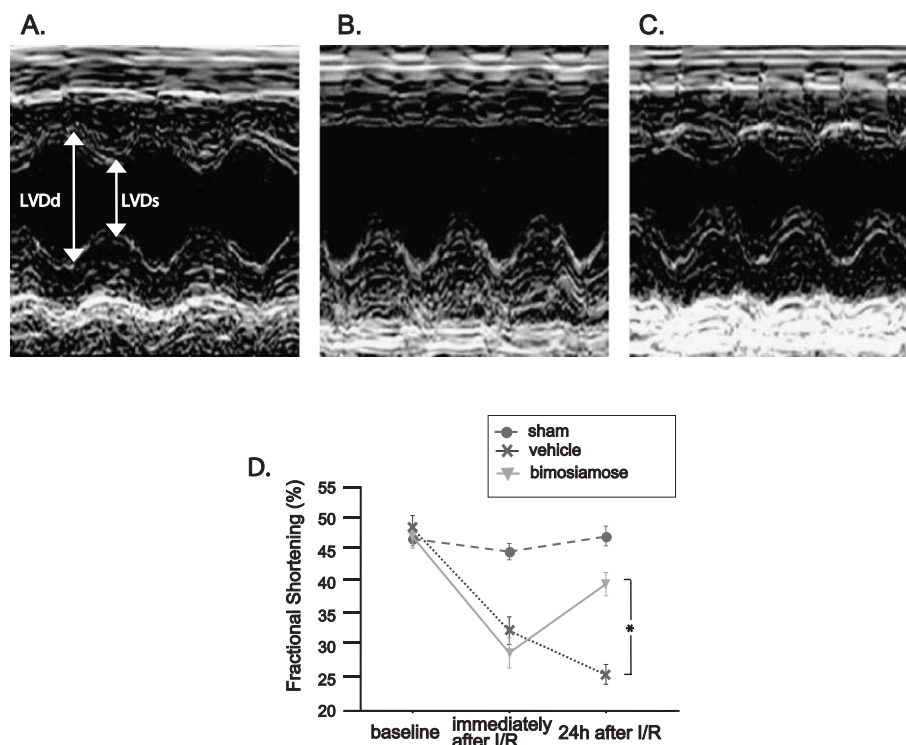 A.
B.
C.
LVDd
LVDs
sham
vehicle
bimosiamose
D.
Fractional Shortening (%)
55
50
45
40
35
30
25
20
*
baseline
immediately
after I/R
24h after I/R